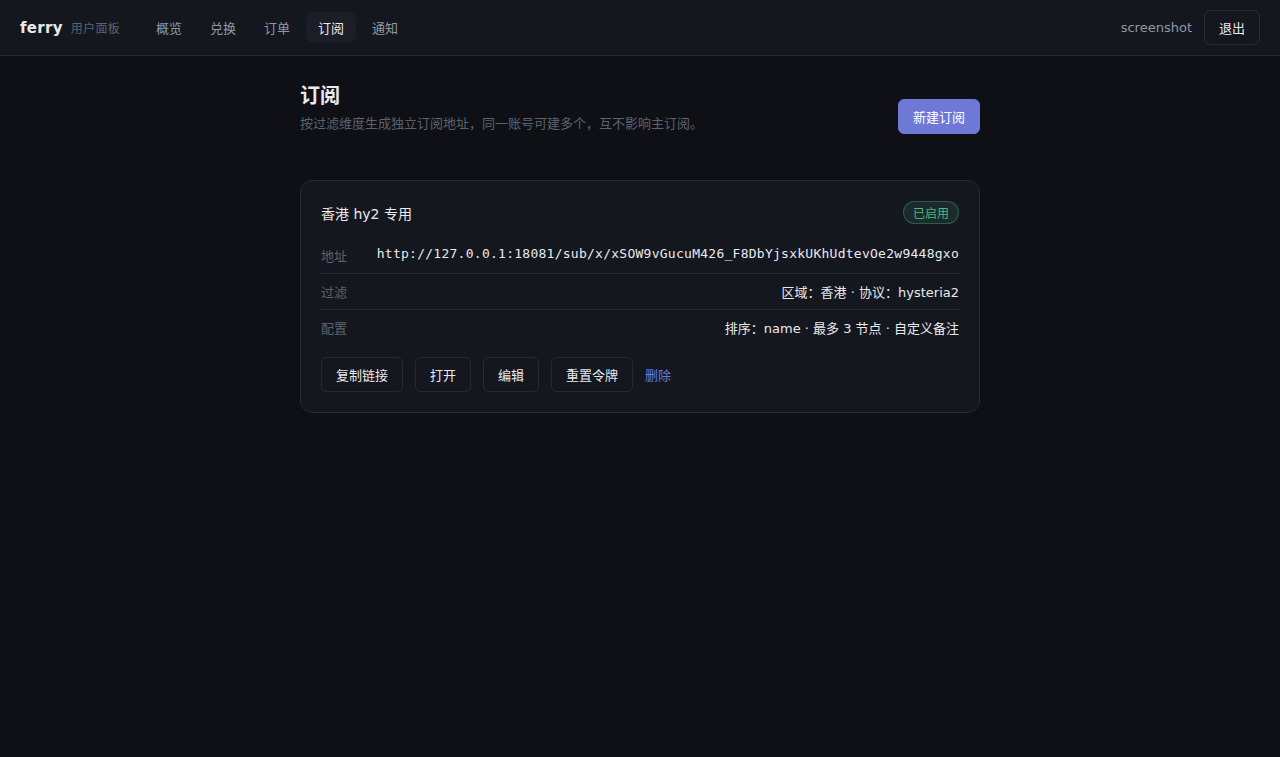 ferry 用户面板 概览 兑换 订单 订阅 通知 screenshot 退出
订阅
按过滤维度生成独立订阅地址，同一账号可建多个，互不影响主订阅。
新建订阅
香港 hy2 专用 已启用
地址 http://127.0.0.1:18081/sub/x/xSOW9vGucuM426_F8DbYjsxkUKhUdtevOe2w9448gxo
过滤 区域：香港 · 协议：hysteria2
配置 排序：name · 最多 3 节点 · 自定义备注
复制链接 打开 编辑 重置令牌 删除